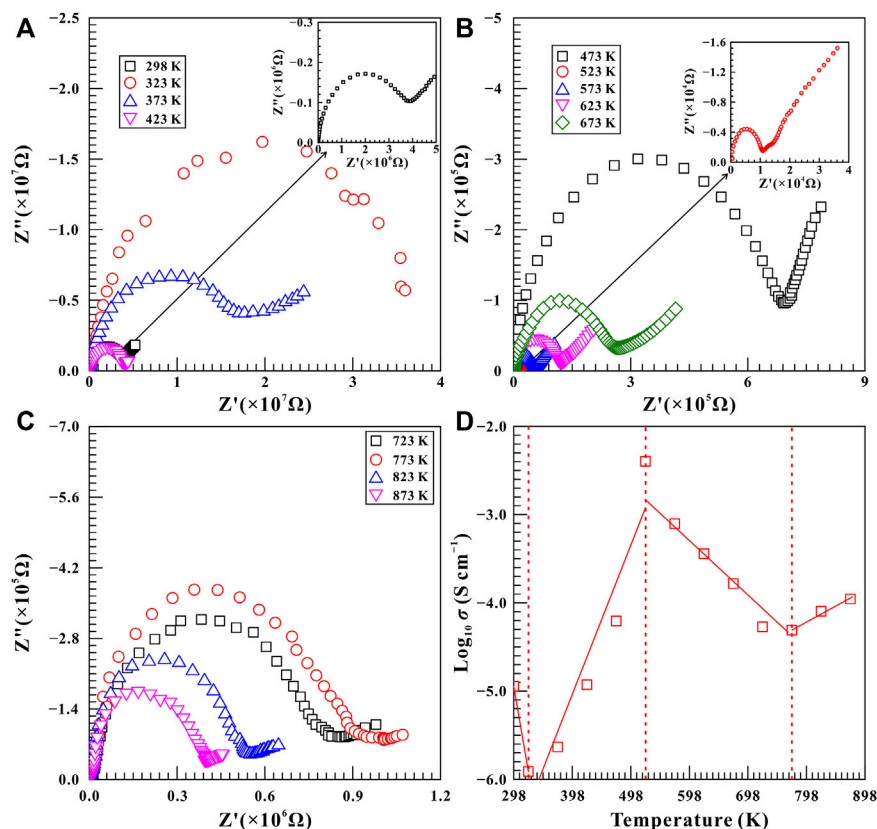 A
Z"(×10⁷Ω)
-2.5
-2.0
-1.5
-1.0
-0.5
0.0
0
1
2
3
4
Z'(×10⁷Ω)
298 K
323 K
373 K
423 K
Z"(×10⁶Ω)
-0.3
-0.2
-0.1
0.0
0 1 2 3 4 5
Z'(×10⁶Ω)
B
Z"(×10⁵Ω)
-5
-4
-3
-2
-1
0
0
3
6
9
Z'(×10⁵Ω)
473 K
523 K
573 K
623 K
673 K
Z"(×10⁴Ω)
-1.6
-1.2
-0.8
-0.4
0.0
0 1 2 3 4
Z'(×10⁴Ω)
C
Z"(×10⁵Ω)
-7.0
-5.6
-4.2
-2.8
-1.4
0.0
0.0 0.3 0.6 0.9 1.2
Z'(×10⁶Ω)
723 K
773 K
823 K
873 K
D
Log₁₀ σ (S cm⁻¹)
-2.0
-3.0
-4.0
-5.0
-6.0
298 398 498 598 698 798 898
Temperature (K)